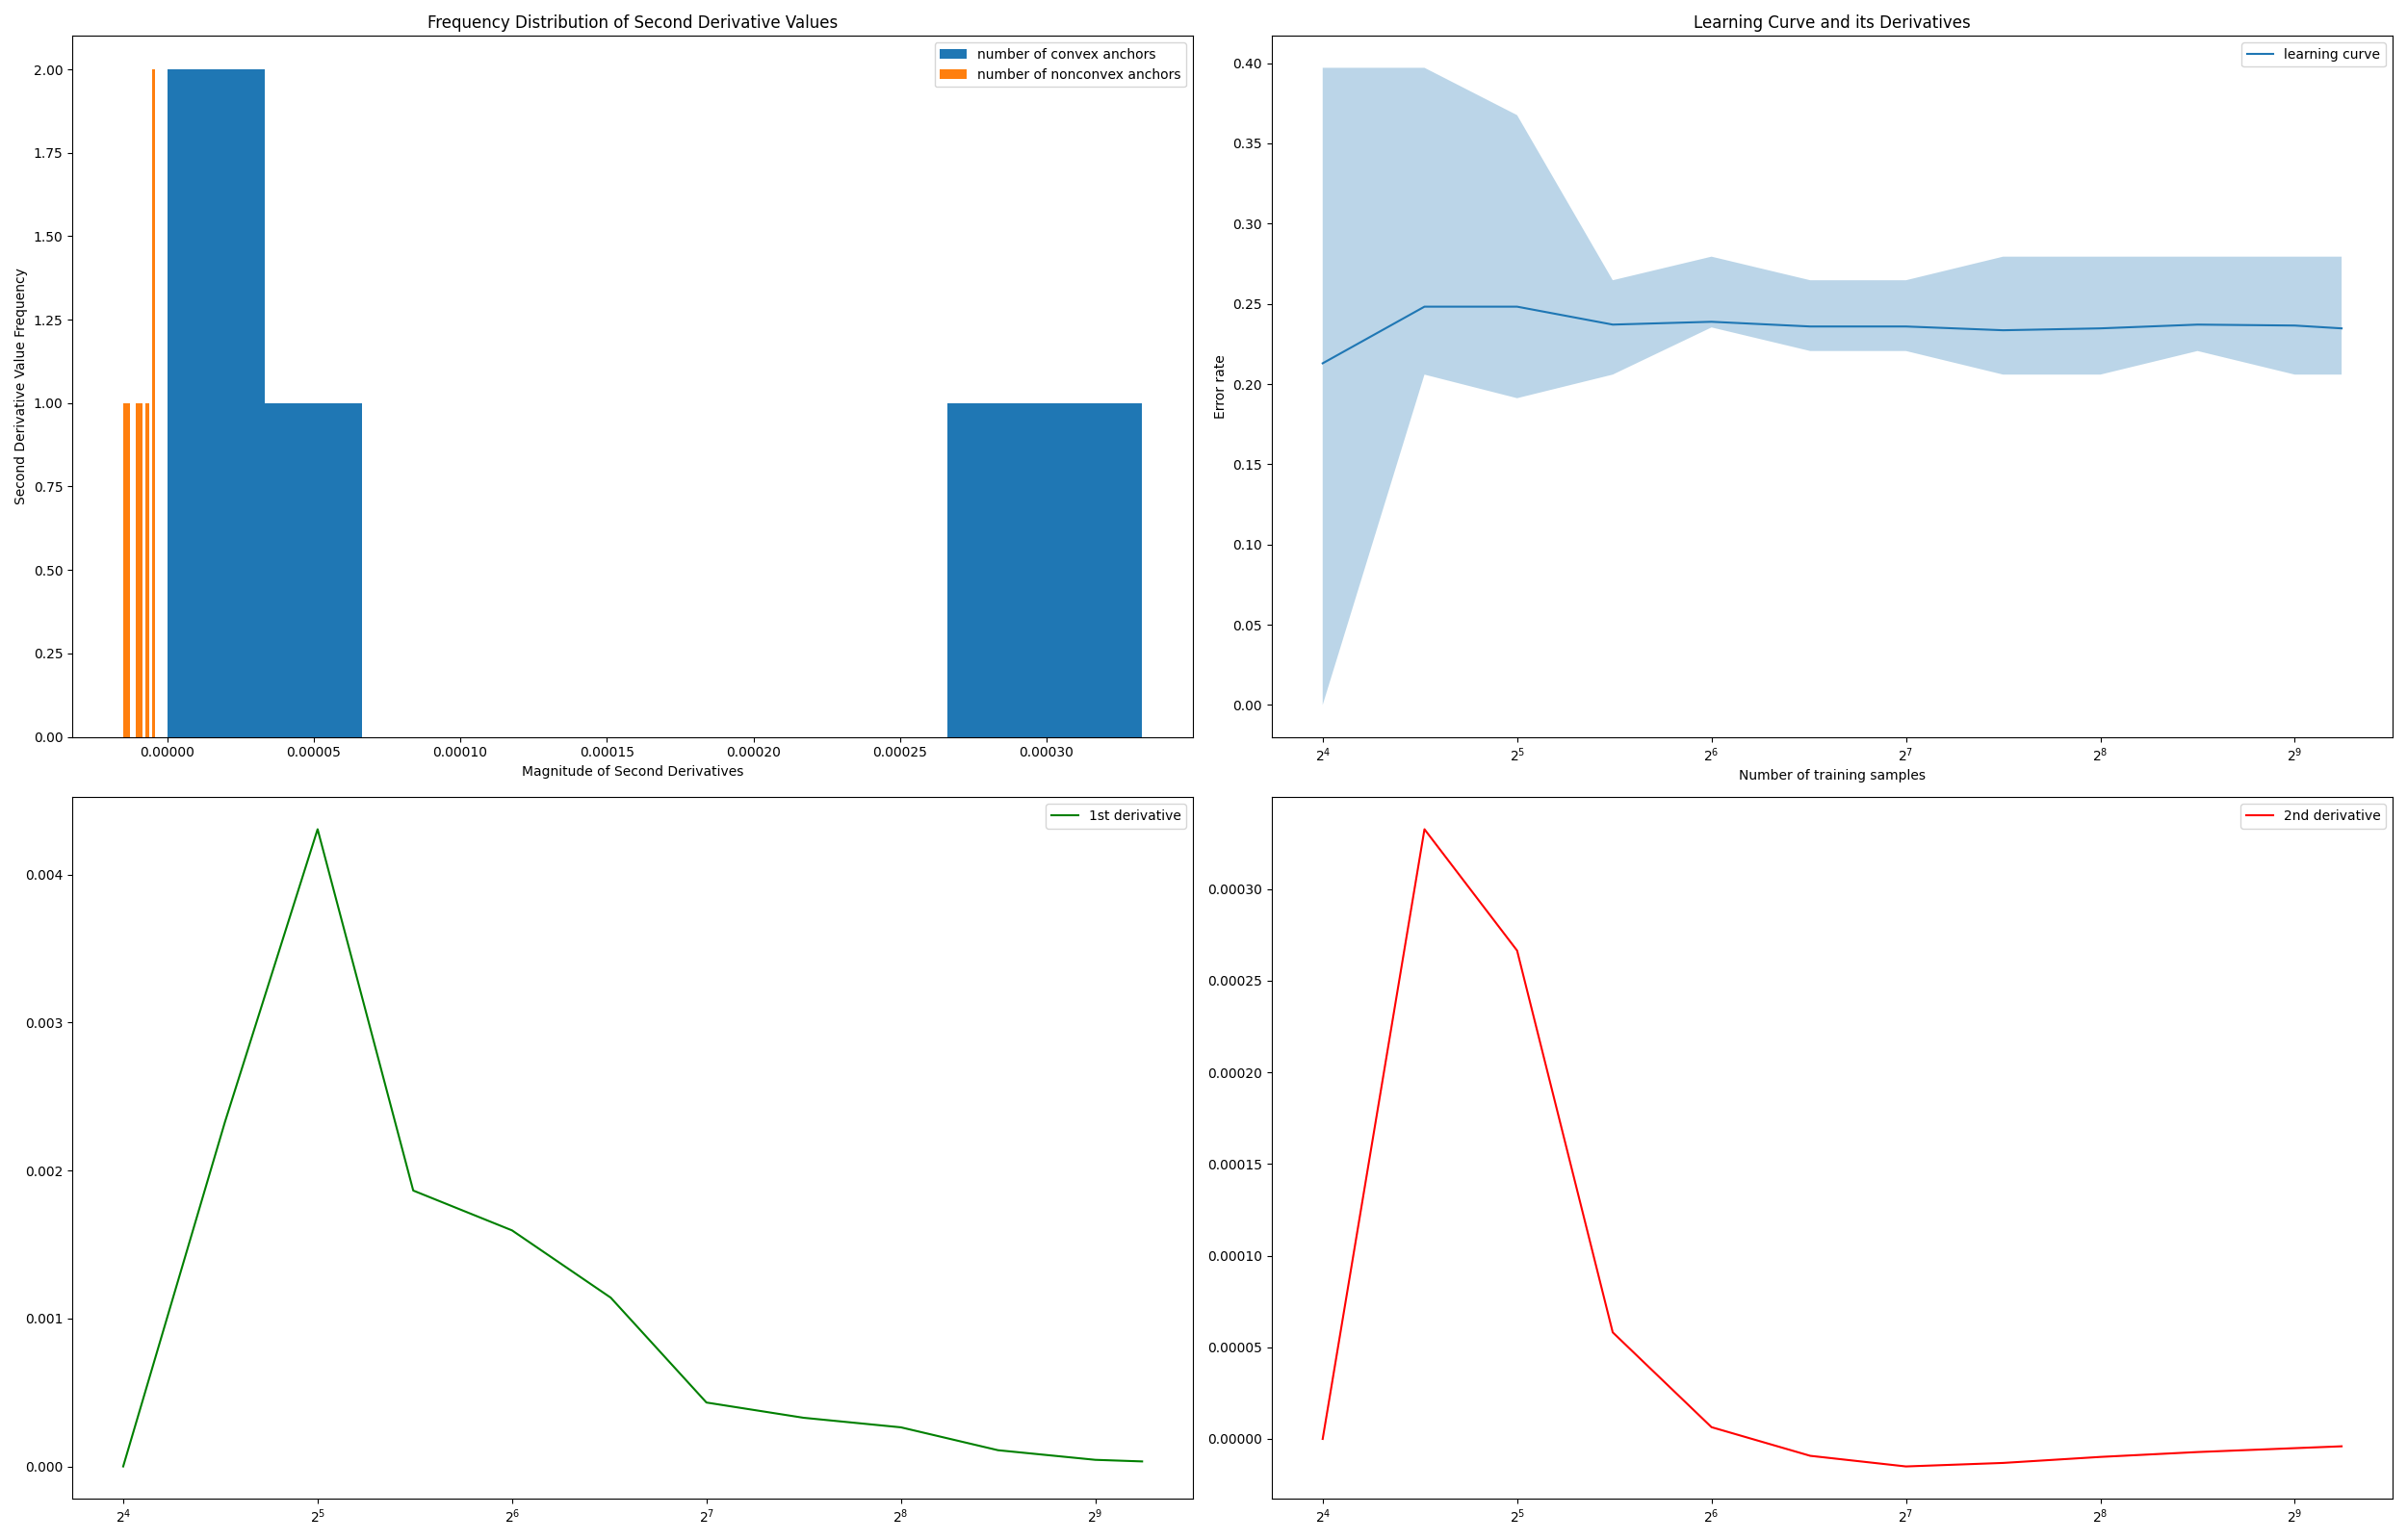 Frequency Distribution of Second Derivative Values
number of convex anchors
number of nonconvex anchors
2.00
1.75
1.50
1.25
1.00
0.75
0.50
0.25
0.00
Second Derivative Value Frequency
0.00000 0.00005 0.00010 0.00015 0.00020 0.00025 0.00030
Magnitude of Second Derivatives
Learning Curve and its Derivatives
learning curve
0.40
0.35
0.30
0.25
0.20
0.15
0.10
0.05
0.00
Error rate
2⁴ 2⁵ 2⁶ 2⁷ 2⁸ 2⁹
Number of training samples
1st derivative
0.004
0.003
0.002
0.001
0.000
2⁴ 2⁵ 2⁶ 2⁷ 2⁸ 2⁹
2nd derivative
0.00030
0.00025
0.00020
0.00015
0.00010
0.00005
0.00000
2⁴ 2⁵ 2⁶ 2⁷ 2⁸ 2⁹